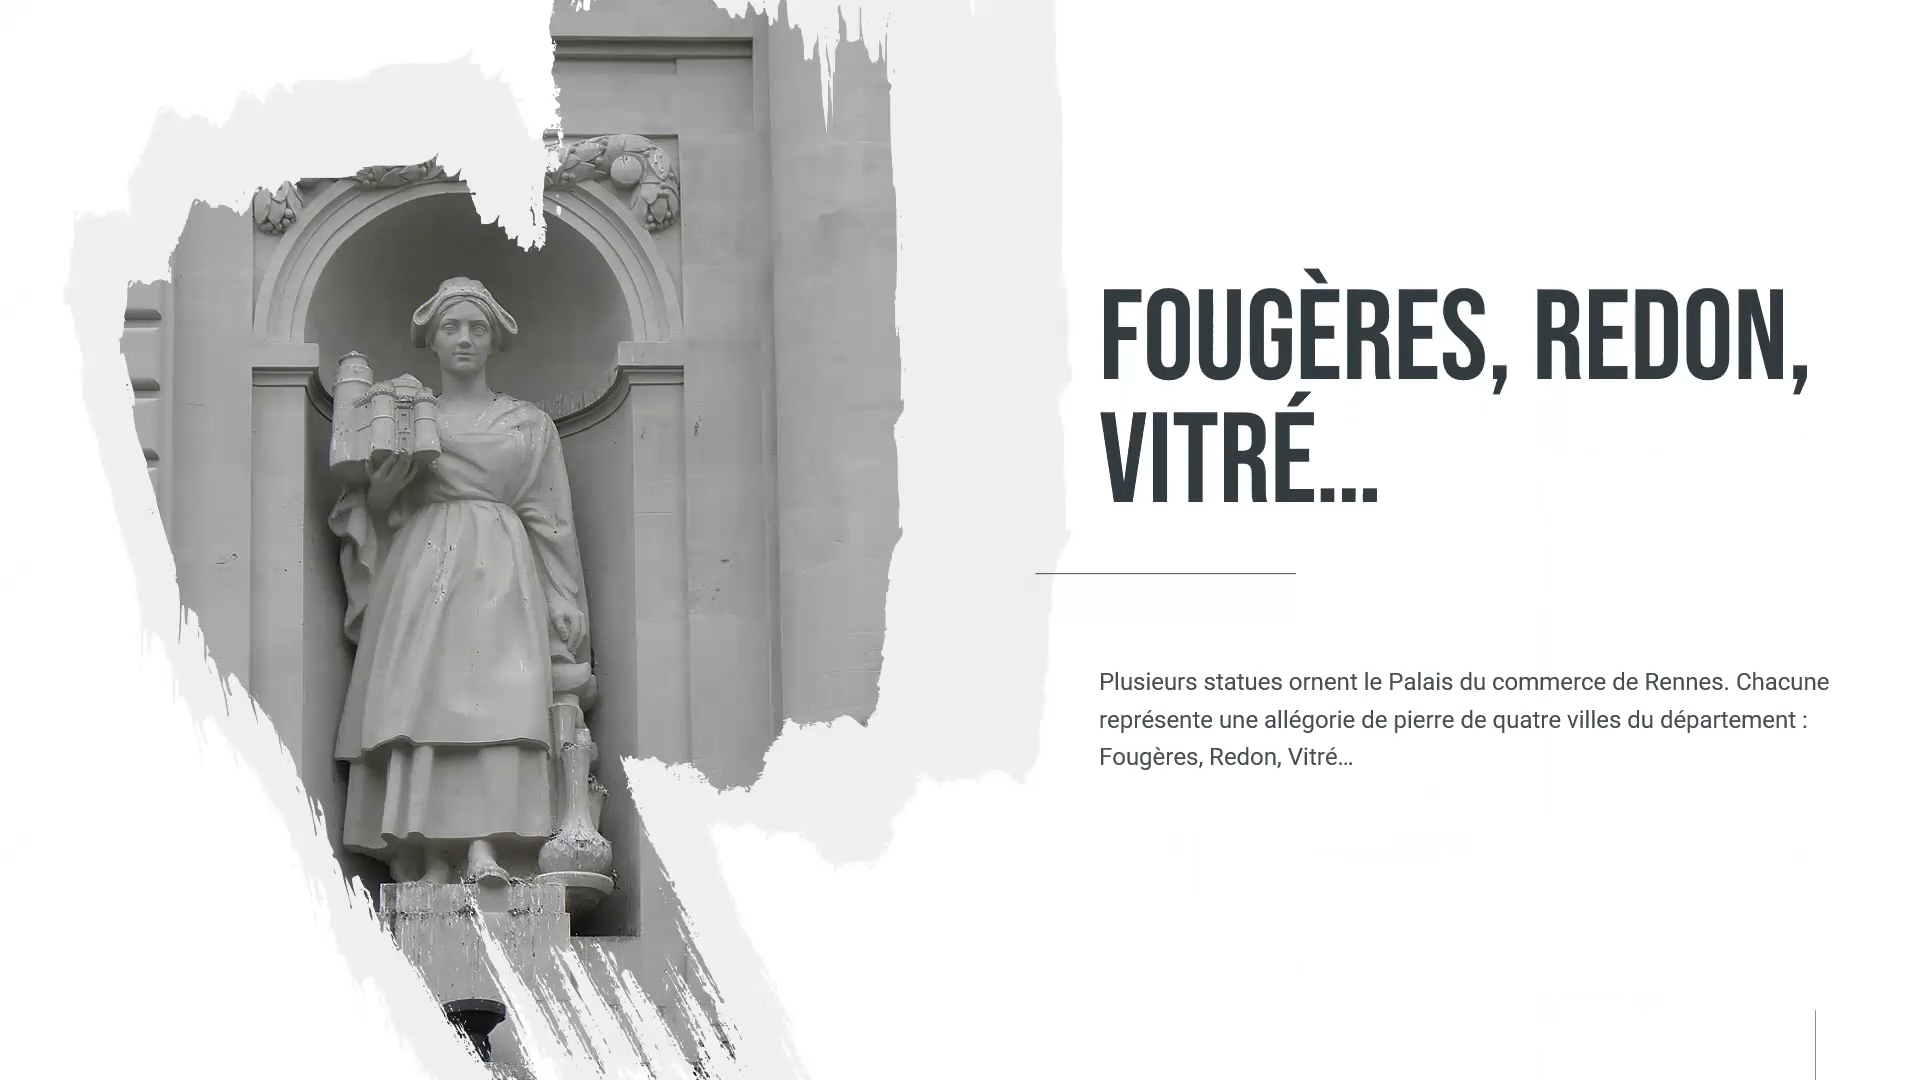 FOUGÈRES, REDON,
VITRÉ...
Plusieurs statues ornent le Palais du commerce de Rennes. Chacune
représente une allégorie de pierre de quatre villes du département :
Fougères, Redon, Vitré...